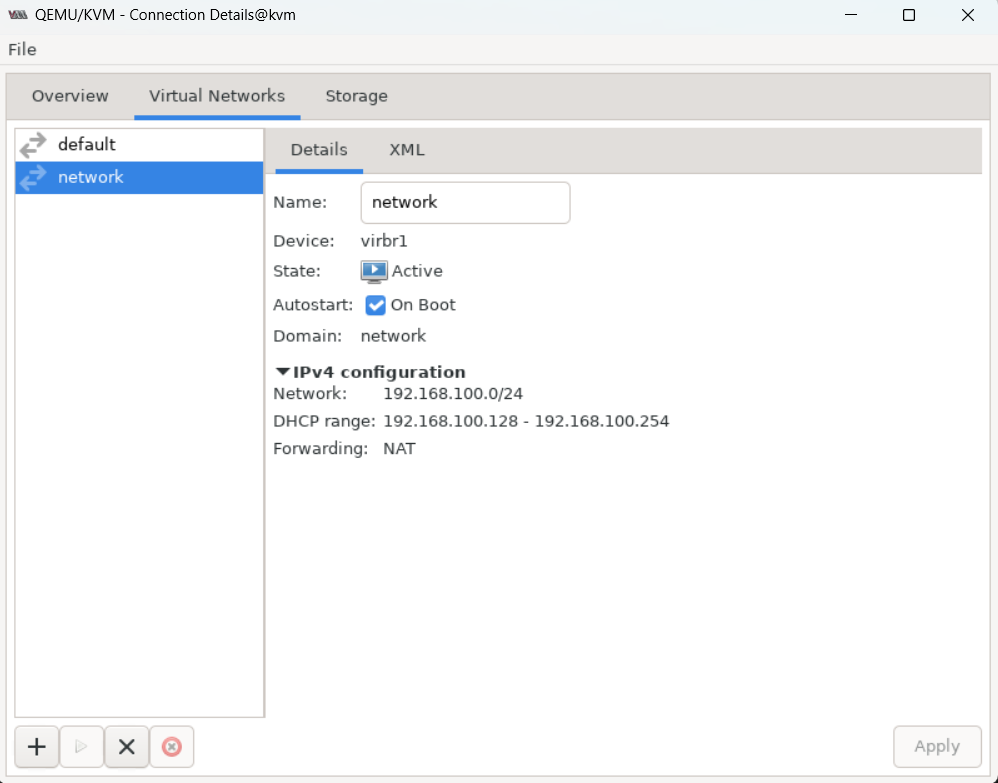 QEMU/KVM - Connection Details@kvm
File
Overview Virtual Networks Storage
default
network
Details XML
Name: network
Device: virbr1
State: Active
Autostart: On Boot
Domain: network
IPv4 configuration
Network: 192.168.100.0/24
DHCP range: 192.168.100.128 - 192.168.100.254
Forwarding: NAT
Apply